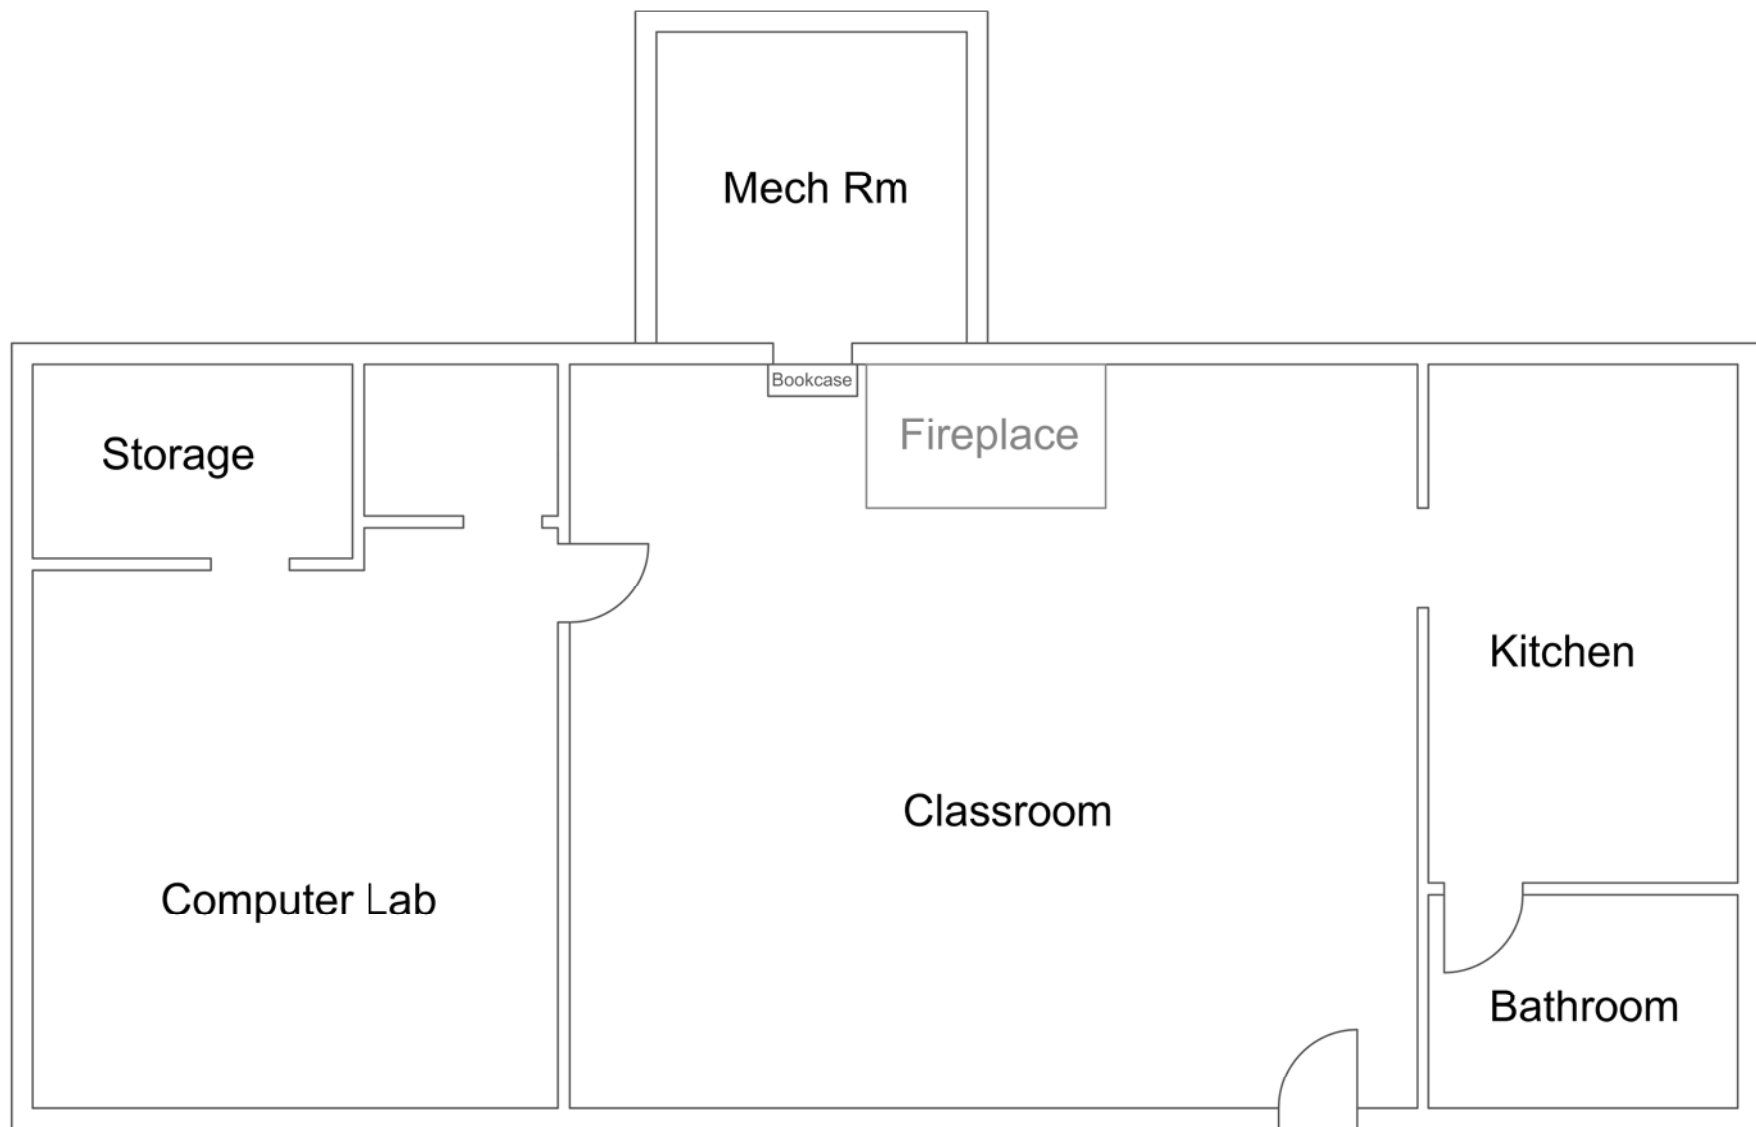 Mech Rm
Bookcase
Fireplace
Storage
Kitchen
Classroom
Computer Lab
Bathroom